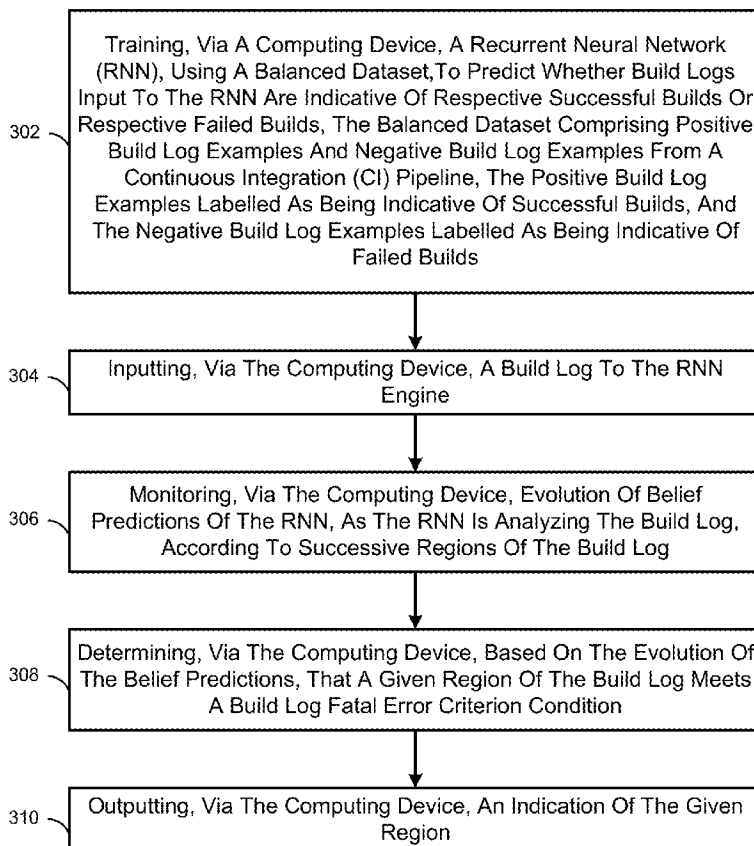 Training, Via A Computing Device, A Recurrent Neural Network
(RNN), Using A Balanced Dataset,To Predict Whether Build Logs
Input To The RNN Are Indicative Of Respective Successful Builds Or
302
Respective Failed Builds, The Balanced Dataset Comprising Positive
Build Log Examples And Negative Build Log Examples From A
Continuous Integration (CI) Pipeline, The Positive Build Log
Examples Labelled As Being Indicative Of Successful Builds, And
The Negative Build Log Examples Labelled As Being Indicative Of
Failed Builds
304
Inputting, Via The Computing Device, A Build Log To The RNN
Engine
306
Monitoring, Via The Computing Device, Evolution Of Belief
Predictions Of The RNN, As The RNN Is Analyzing The Build Log,
According To Successive Regions Of The Build Log
308
Determining, Via The Computing Device, Based On The Evolution Of
The Belief Predictions, That A Given Region Of The Build Log Meets
A Build Log Fatal Error Criterion Condition
310
Outputting, Via The Computing Device, An Indication Of The Given
Region